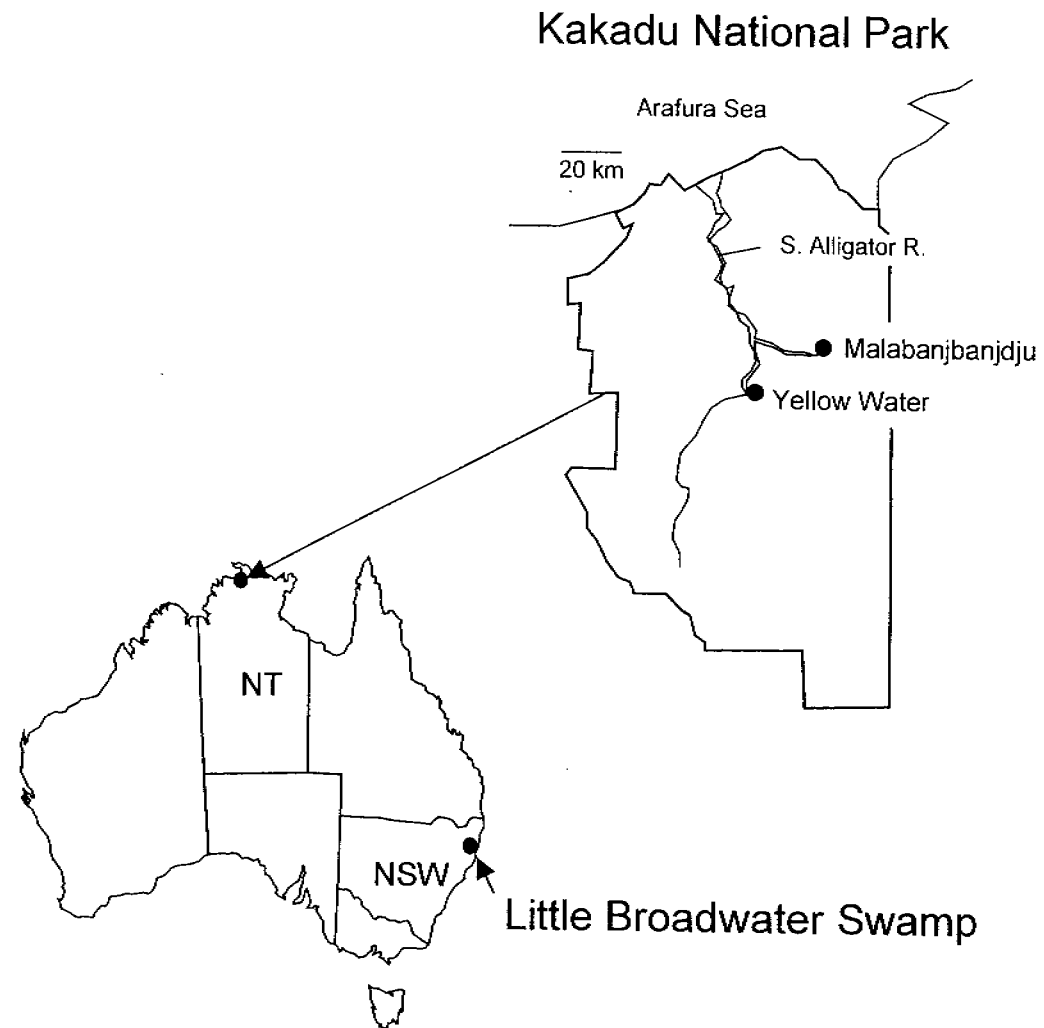 Kakadu National Park
Arafura Sea
20 km
S. Alligator R.
Malabanjbanjdju
Yellow Water
NT
NSW
Little Broadwater Swamp